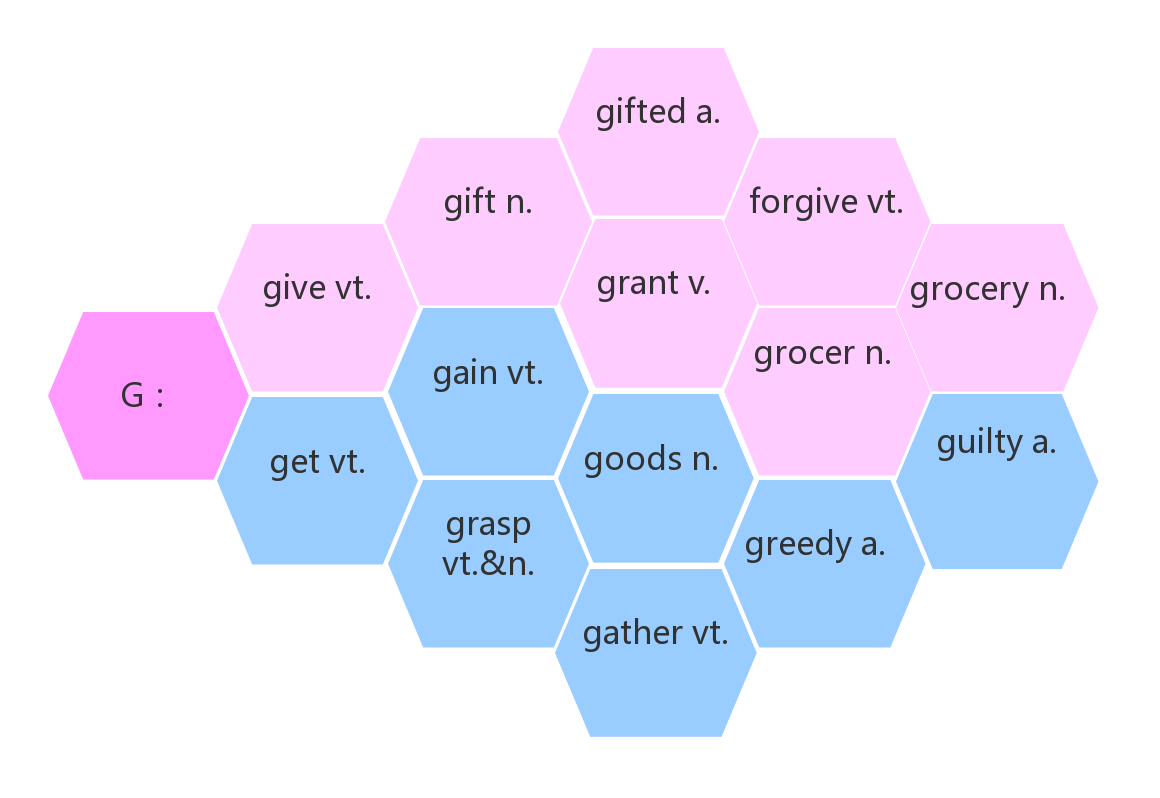 gifted a.
gift n.
forgive vt.
give vt.
grant v.
grocery n.
grocer n.
G :
gain vt.
get vt.
goods n.
guilty a.
grasp
vt.&n.
greedy a.
gather vt.